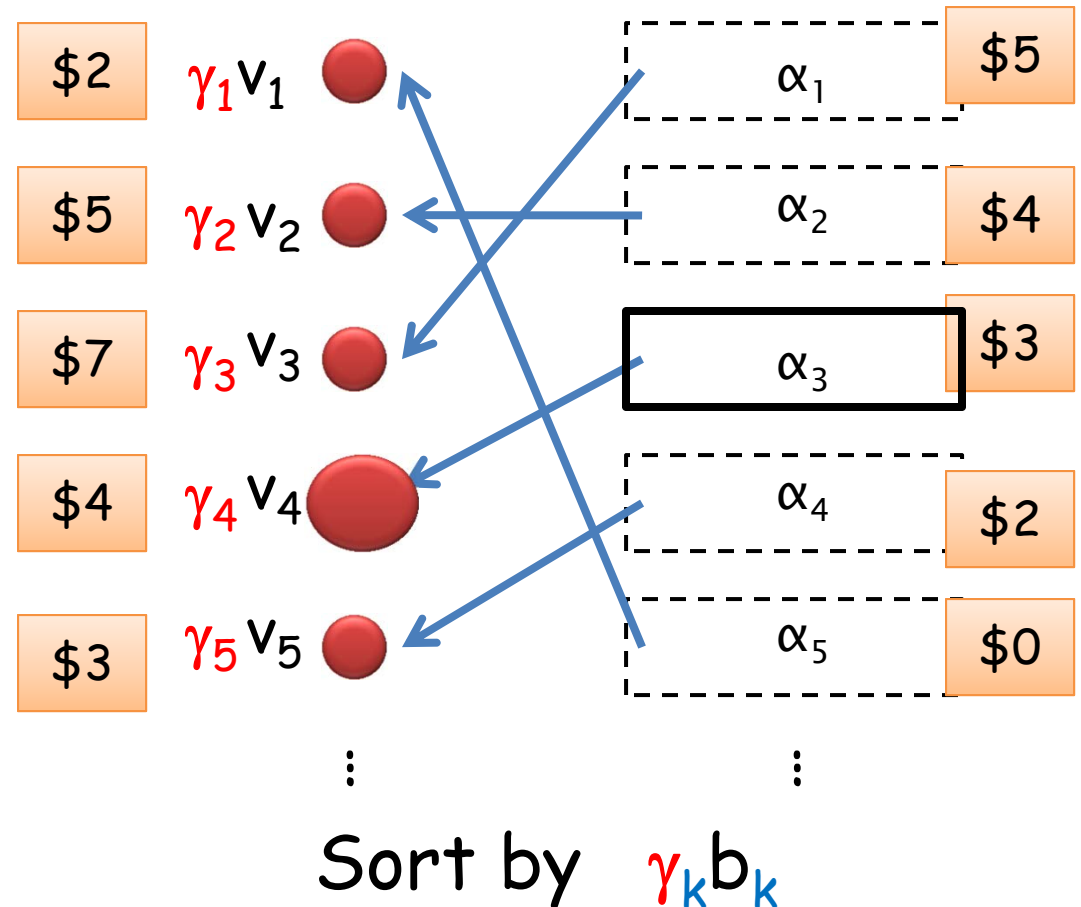 $2 γ₁v₁ α₁ $5
$5 γ₂v₂ α₂ $4
$7 γ₃v₃ α₃ $3
$4 γ₄v₄ α₄ $2
$3 γ₅v₅ α₅ $0
⋮ ⋮
Sort by γₖbₖ